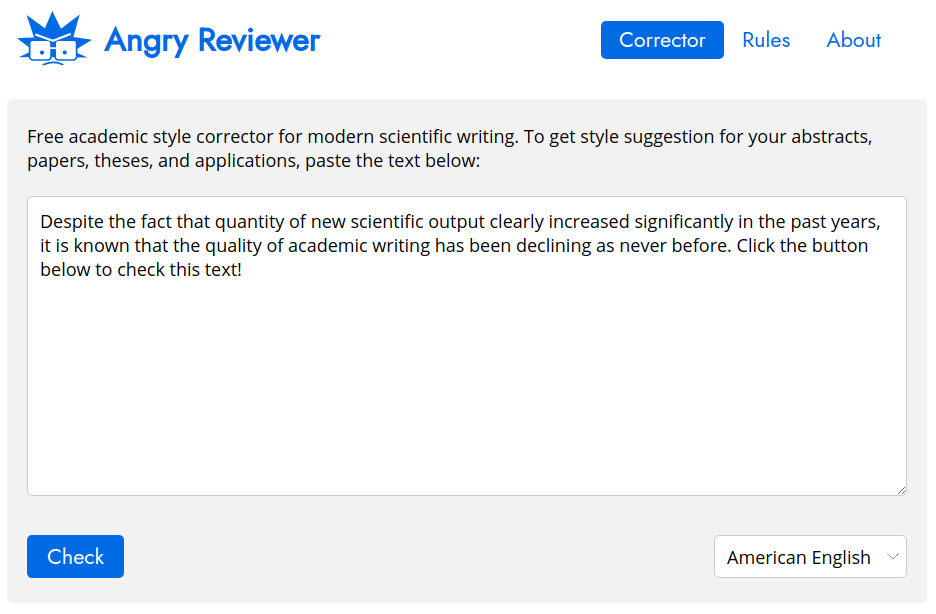 Angry Reviewer
Corrector
Rules
About
Free academic style corrector for modern scientific writing. To get style suggestion for your abstracts,
papers, theses, and applications, paste the text below:
Despite the fact that quantity of new scientific output clearly increased significantly in the past years,
it is known that the quality of academic writing has been declining as never before. Click the button
below to check this text!
Check
American English